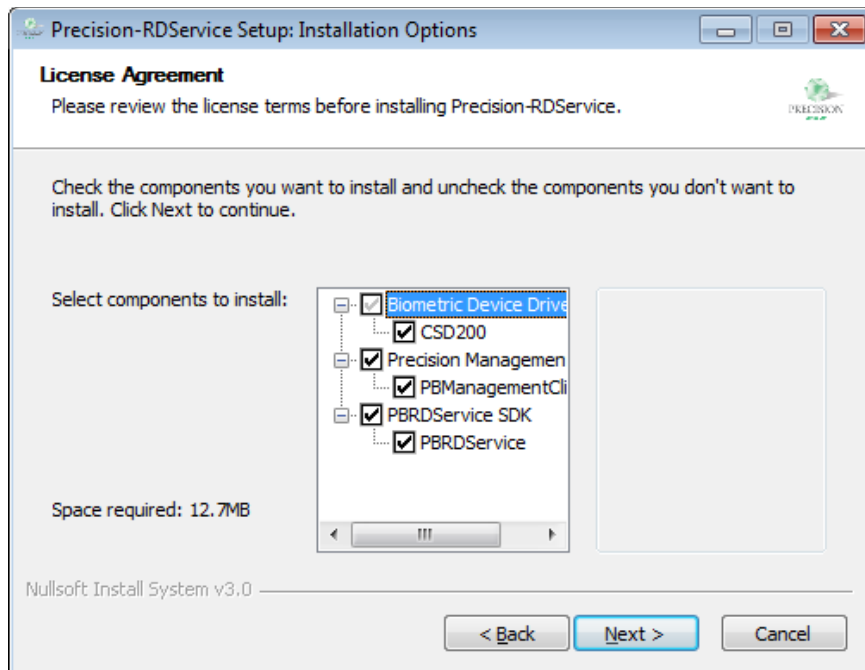 Precision-RDService Setup: Installation Options
License Agreement
Please review the license terms before installing Precision-RDService.
PRECISION
Check the components you want to install and uncheck the components you don't want to
install. Click Next to continue.
Select components to install:
Biometric Device Drive
CSD200
Precision Managemen
PBManagementCli
PBRDService SDK
PBRDService
Space required: 12.7MB
Nullsoft Install System v3.0
< Back
Next >
Cancel